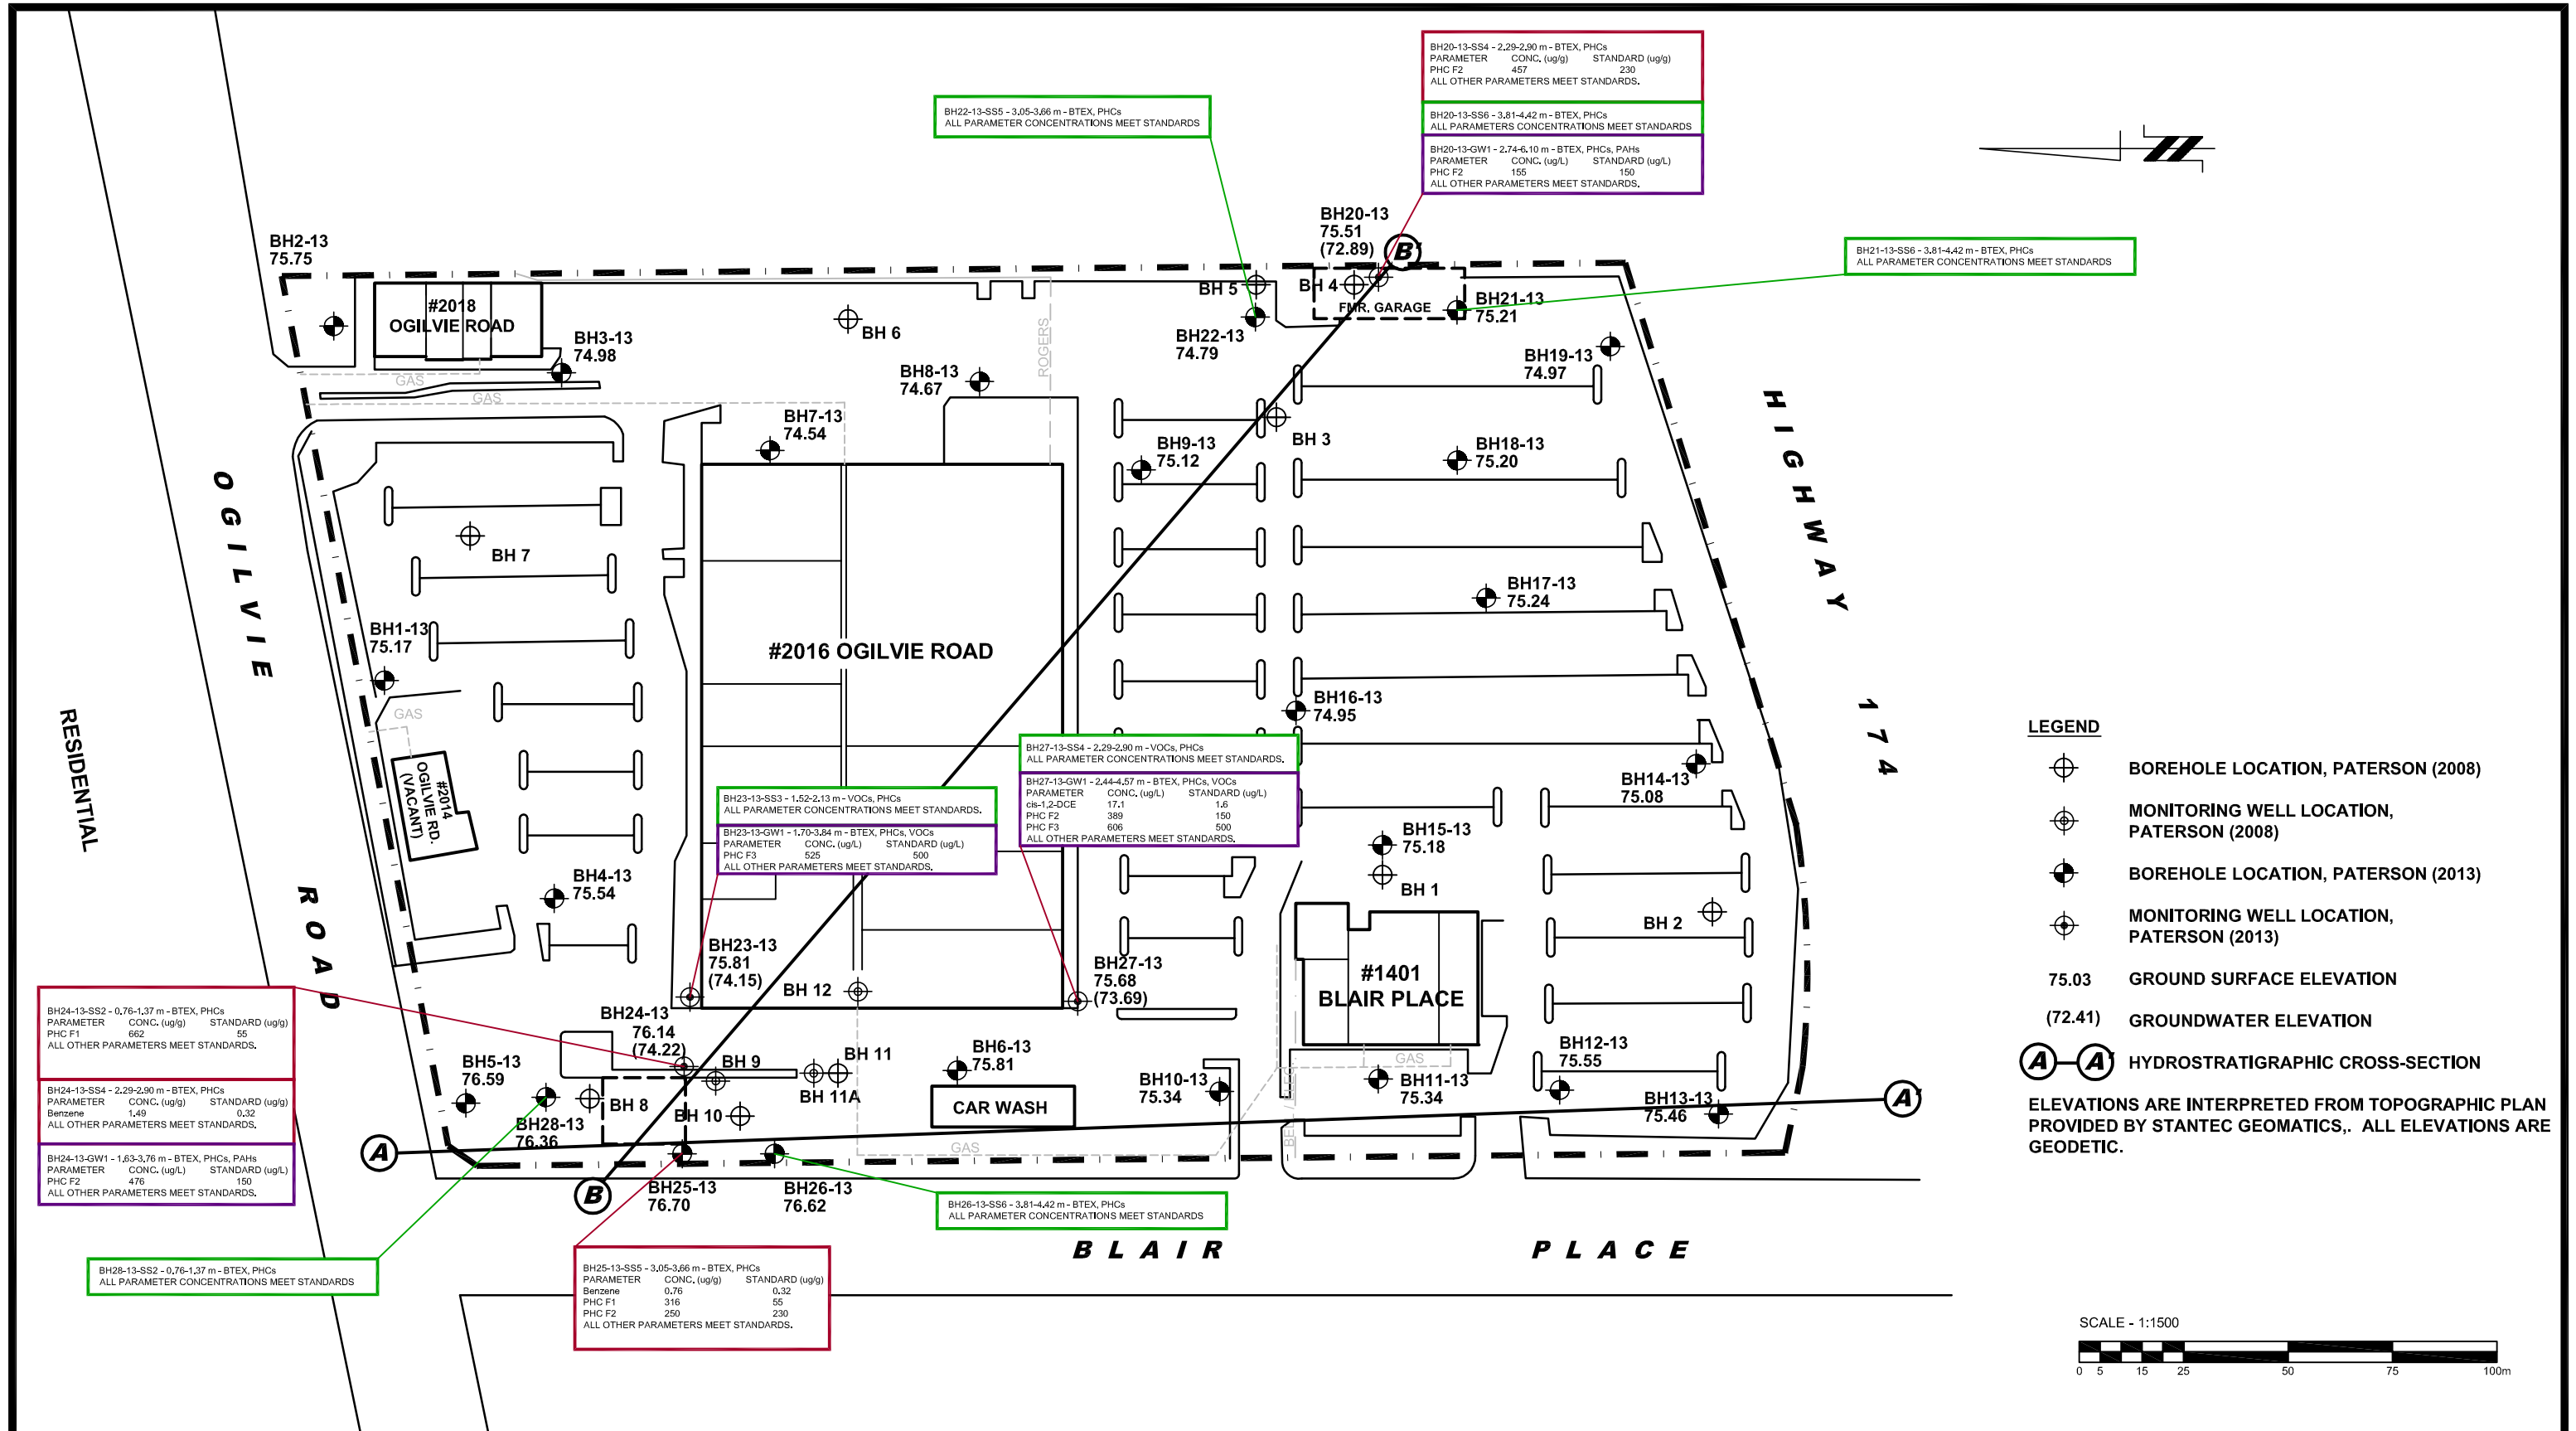 BH20-13-SS4 - 2.29-2.90 m - BTEX, PHCs
PARAMETER CONC. (ug/g) STANDARD (ug/g)
PHC F2 457 230
ALL OTHER PARAMETERS MEET STANDARDS.
BH20-13-SS6 - 3.81-4.42 m - BTEX, PHCs
ALL PARAMETERS CONCENTRATIONS MEET STANDARDS
BH20-13-GW1 - 2.74-6.10 m - BTEX, PHCs, PAHs
PARAMETER CONC. (ug/L) STANDARD (ug/L)
PHC F2 155 150
ALL OTHER PARAMETERS MEET STANDARDS.
BH22-13-SS5 - 3.05-3.66 m - BTEX, PHCs
ALL PARAMETER CONCENTRATIONS MEET STANDARDS
BH21-13-SS6 - 3.81-4.42 m - BTEX, PHCs
ALL PARAMETER CONCENTRATIONS MEET STANDARDS
BH2-13
75.75
BH20-13
75.51
(72.89)
B'
#2018
OGILVIE ROAD
BH 5
BH 4
FMR. GARAGE
BH21-13
75.21
BH 6
BH22-13
74.79
BH3-13
74.98
ROGERS
BH19-13
74.97
GAS
GAS
BH8-13
74.67
BH7-13
74.54
BH 3
BH9-13
75.12
BH18-13
75.20
HIGHWAY 174
OGILVIE ROAD
BH 7
BH17-13
75.24
BH1-13
75.17
#2016 OGILVIE ROAD
BH16-13
74.95
GAS
RESIDENTIAL
#2014
OGILVIE RD.
(VACANT)
BH27-13-SS4 - 2.29-2.90 m - VOCs, PHCs
ALL PARAMETER CONCENTRATIONS MEET STANDARDS.
BH27-13-GW1 - 2.44-4.57 m - BTEX, PHCs, VOCs
PARAMETER CONC. (ug/L) STANDARD (ug/L)
cis-1,2-DCE 17.1 1.6
PHC F2 389 150
PHC F3 606 500
ALL OTHER PARAMETERS MEET STANDARDS.
BH23-13-SS3 - 1.52-2.13 m - VOCs, PHCs
ALL PARAMETER CONCENTRATIONS MEET STANDARDS.
BH23-13-GW1 - 1.70-3.84 m - BTEX, PHCs, VOCs
PARAMETER CONC. (ug/L) STANDARD (ug/L)
PHC F3 525 500
ALL OTHER PARAMETERS MEET STANDARDS.
BH14-13
75.08
BH15-13
75.18
BH 1
BH4-13
75.54
BH 2
BH23-13
75.81
(74.15)
BH 12
BH27-13
75.68
(73.69)
#1401
BLAIR PLACE
BH24-13
76.14
(74.22)
BH 9
BH 11
BH 11A
BH6-13
75.81
BH5-13
76.59
BH 8
BH 10
BH28-13
76.36
CAR WASH
BH10-13
75.34
BELL / LEC
GAS
BH11-13
75.34
BH12-13
75.55
BH13-13
75.46
A
A'
B
GAS
BH25-13
76.70
BH26-13
76.62
BH24-13-SS2 - 0.76-1.37 m - BTEX, PHCs
PARAMETER CONC. (ug/g) STANDARD (ug/g)
PHC F1 662 55
ALL OTHER PARAMETERS MEET STANDARDS.
BH24-13-SS4 - 2.29-2.90 m - BTEX, PHCs
PARAMETER CONC. (ug/g) STANDARD (ug/g)
Benzene 1.49 0.32
ALL OTHER PARAMETERS MEET STANDARDS.
BH24-13-GW1 - 1.63-3.76 m - BTEX, PHCs, PAHs
PARAMETER CONC. (ug/L) STANDARD (ug/L)
PHC F2 476 150
ALL OTHER PARAMETERS MEET STANDARDS.
BH28-13-SS2 - 0.76-1.37 m - BTEX, PHCs
ALL PARAMETER CONCENTRATIONS MEET STANDARDS
BH26-13-SS6 - 3.81-4.42 m - BTEX, PHCs
ALL PARAMETER CONCENTRATIONS MEET STANDARDS
BH25-13-SS5 - 3.05-3.66 m - BTEX, PHCs
PARAMETER CONC. (ug/g) STANDARD (ug/g)
Benzene 0.76 0.32
PHC F1 316 55
PHC F2 250 230
ALL OTHER PARAMETERS MEET STANDARDS.
BLAIR PLACE
LEGEND
BOREHOLE LOCATION, PATERSON (2008)
MONITORING WELL LOCATION,
PATERSON (2008)
BOREHOLE LOCATION, PATERSON (2013)
MONITORING WELL LOCATION,
PATERSON (2013)
75.03 GROUND SURFACE ELEVATION
(72.41) GROUNDWATER ELEVATION
A A' HYDROSTRATIGRAPHIC CROSS-SECTION
ELEVATIONS ARE INTERPRETED FROM TOPOGRAPHIC PLAN
PROVIDED BY STANTEC GEOMATICS,. ALL ELEVATIONS ARE
GEODETIC.
SCALE - 1:1500
0 5 15 25 50 75 100m